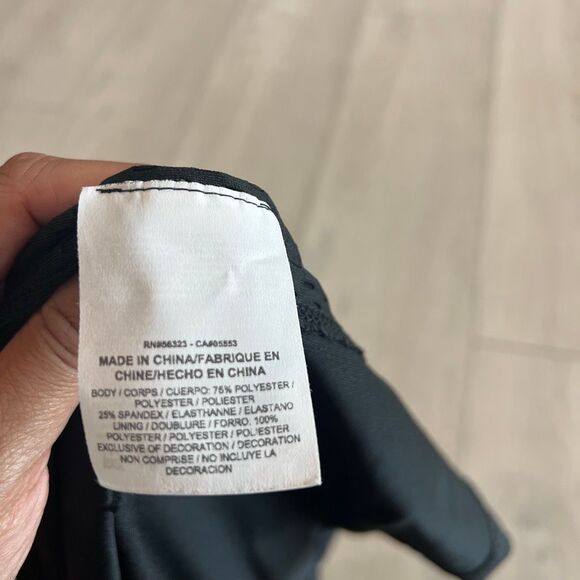 RN#56323 - CA#05553
MADE IN CHINA/FABRIQUE EN
CHINE/HECHO EN CHINA
BODY / CORPS / CUERPO: 75% POLYESTER /
POLYESTER / POLIESTER
25% SPANDEX / ELASTHANNE / ELASTANO
LINING / DOUBLURE / FORRO: 100%
POLYESTER / POLYESTER / POLIESTER
EXCLUSIVE OF DECORATION / DECORATION
NON COMPRISE / NO INCLUYE LA
DECORACION